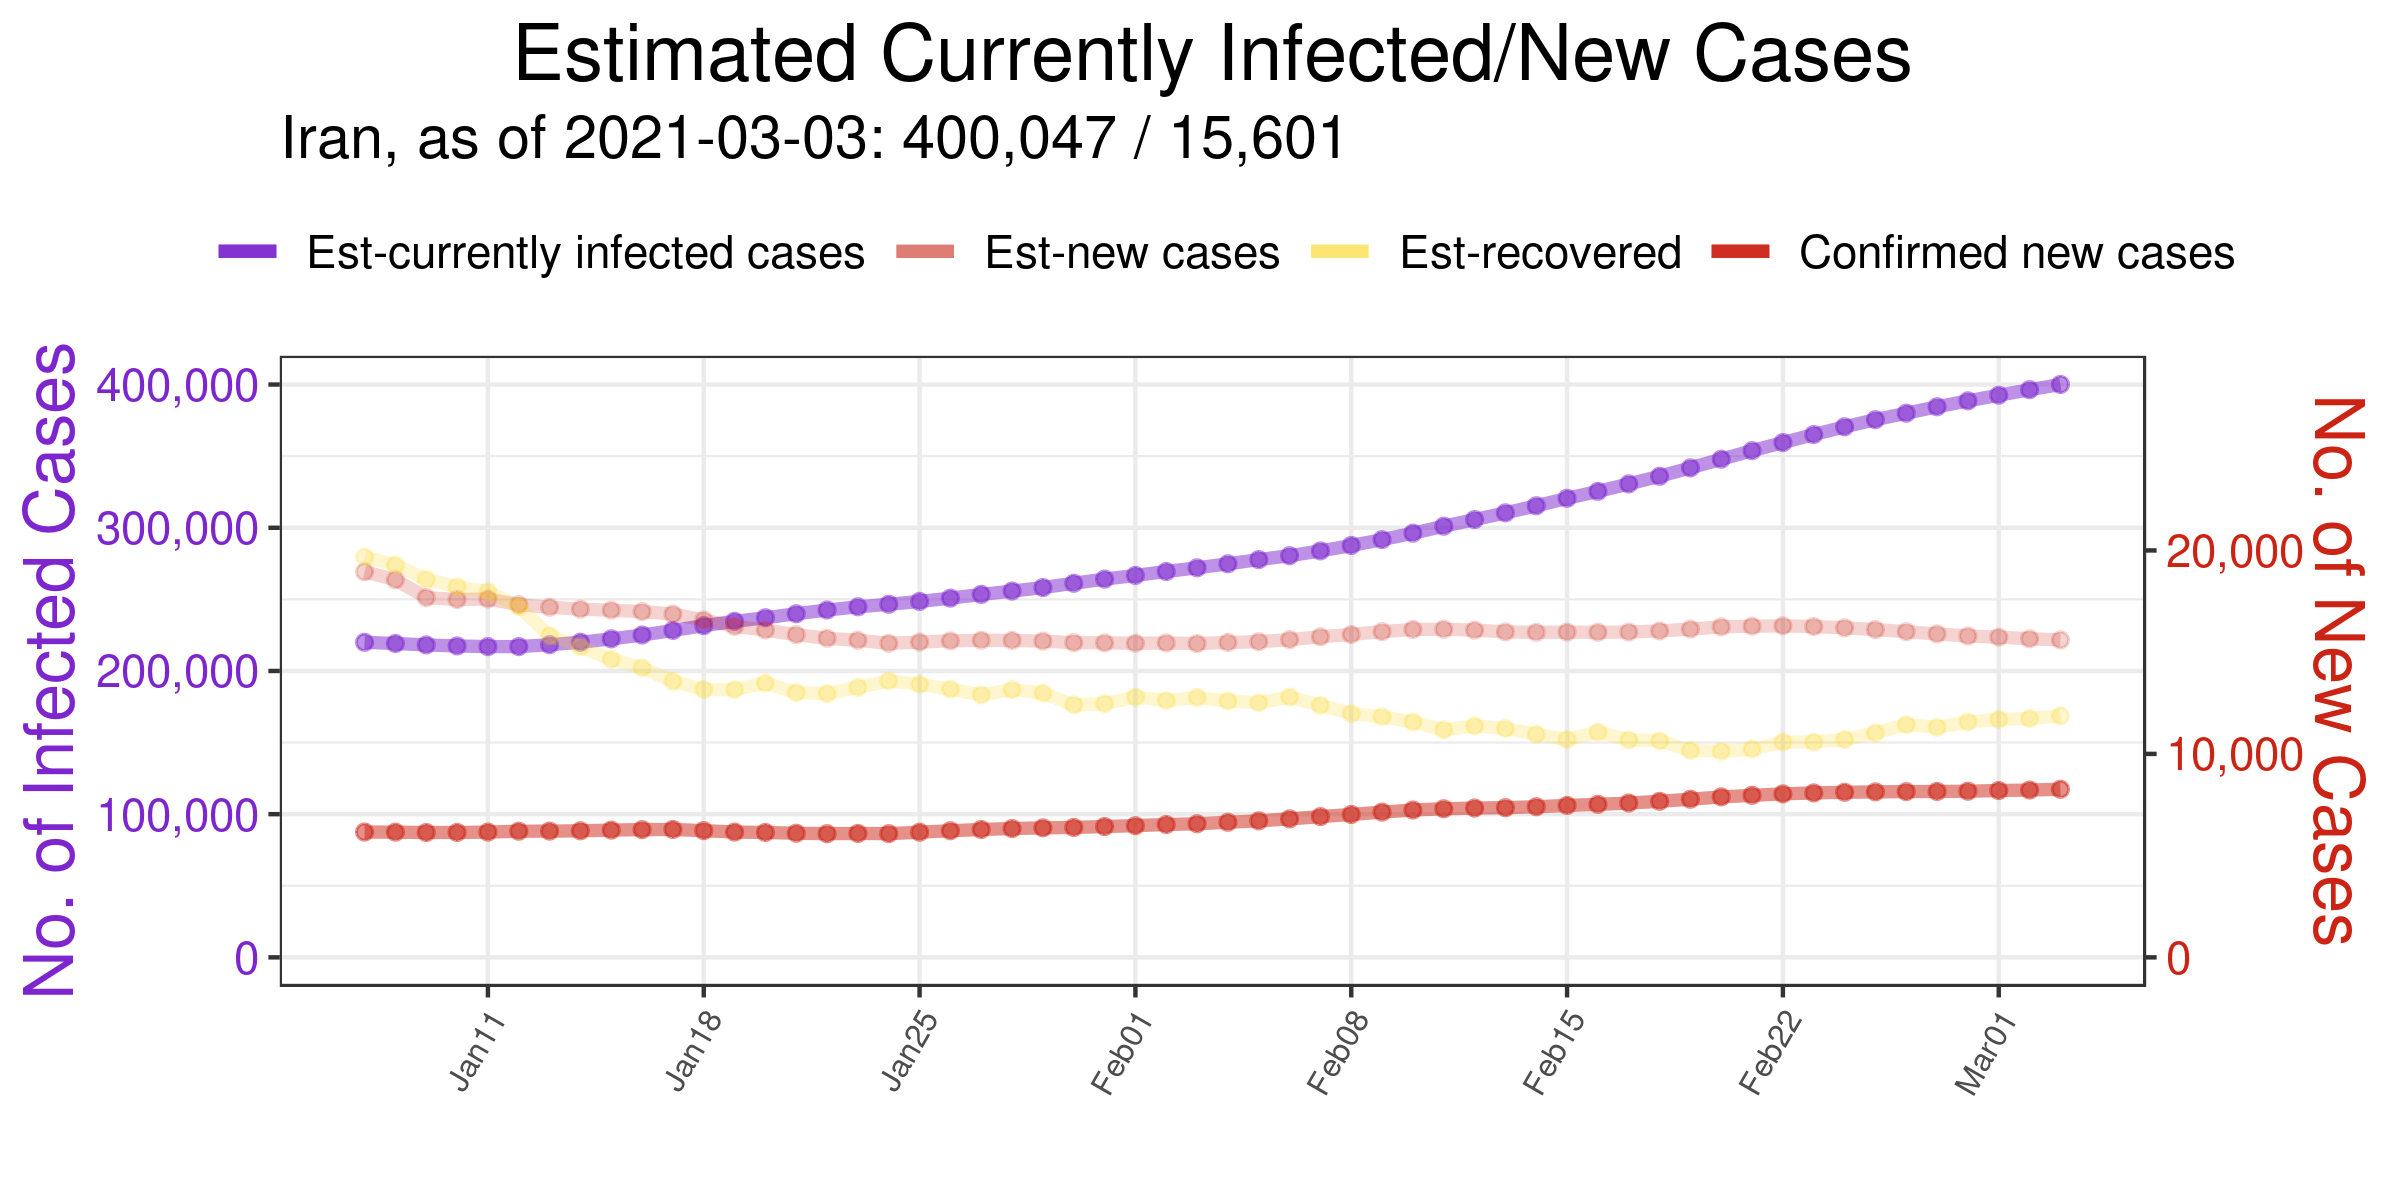 Estimated Currently Infected/New Cases
Iran, as of 2021-03-03: 400,047 / 15,601
Est-currently infected cases Est-new cases Est-recovered Confirmed new cases
No. of Infected Cases
400,000
300,000
200,000
100,000
0
20,000
10,000
0
No. of New Cases
Jan11 Jan18 Jan25 Feb01 Feb08 Feb15 Feb22 Mar01